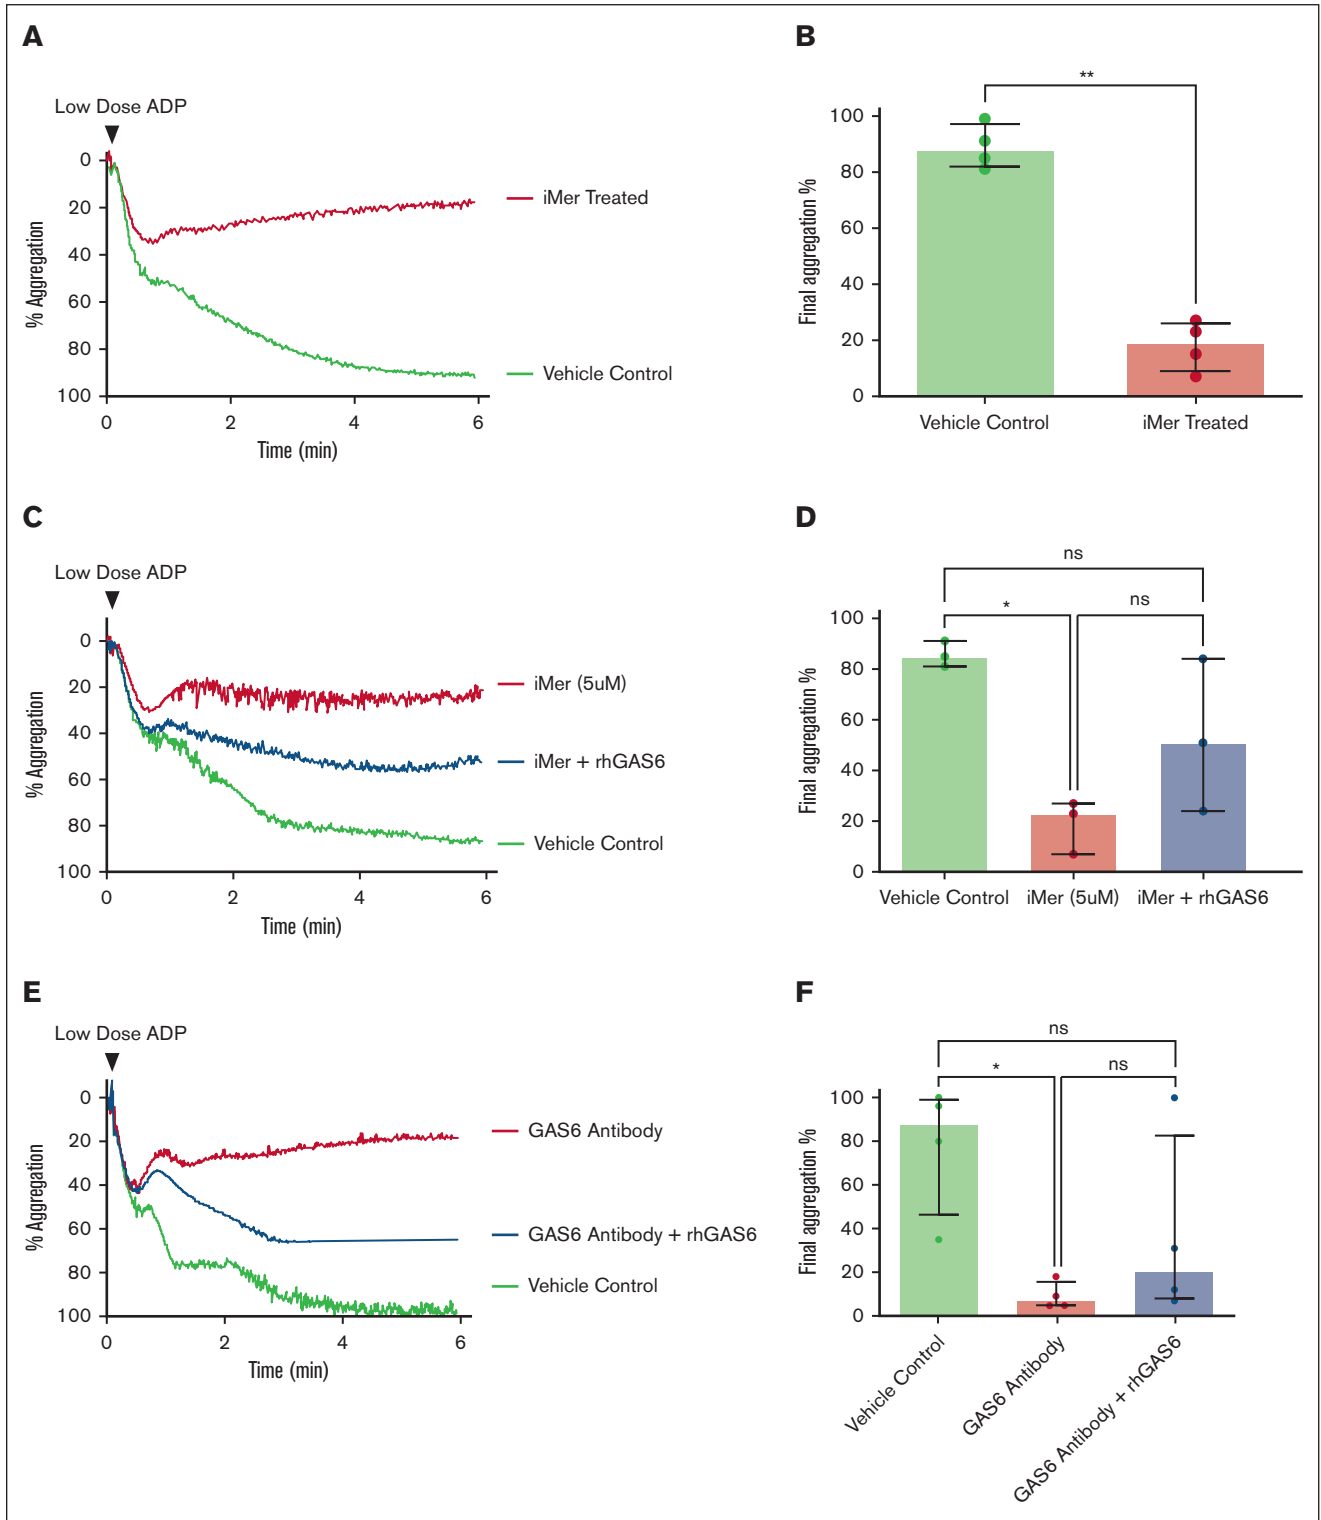 A
Low Dose ADP
% Aggregation
0
20
40
60
80
100
0 2 4 6
Time (min)
iMer Treated
Vehicle Control
B
**
Final aggregation %
100
80
60
40
20
0
Vehicle Control iMer Treated
C
Low Dose ADP
% Aggregation
0
20
40
60
80
100
0 2 4 6
Time (min)
iMer (5uM)
iMer + rhGAS6
Vehicle Control
D
ns
* ns
Final aggregation %
100
80
60
40
20
0
Vehicle Control iMer (5uM) iMer + rhGAS6
E
Low Dose ADP
% Aggregation
0
20
40
60
80
100
0 2 4 6
Time (min)
GAS6 Antibody
GAS6 Antibody + rhGAS6
Vehicle Control
F
ns
* ns
Final aggregation %
100
80
60
40
20
0
Vehicle Control
GAS6 Antibody
GAS6 Antibody + rhGAS6